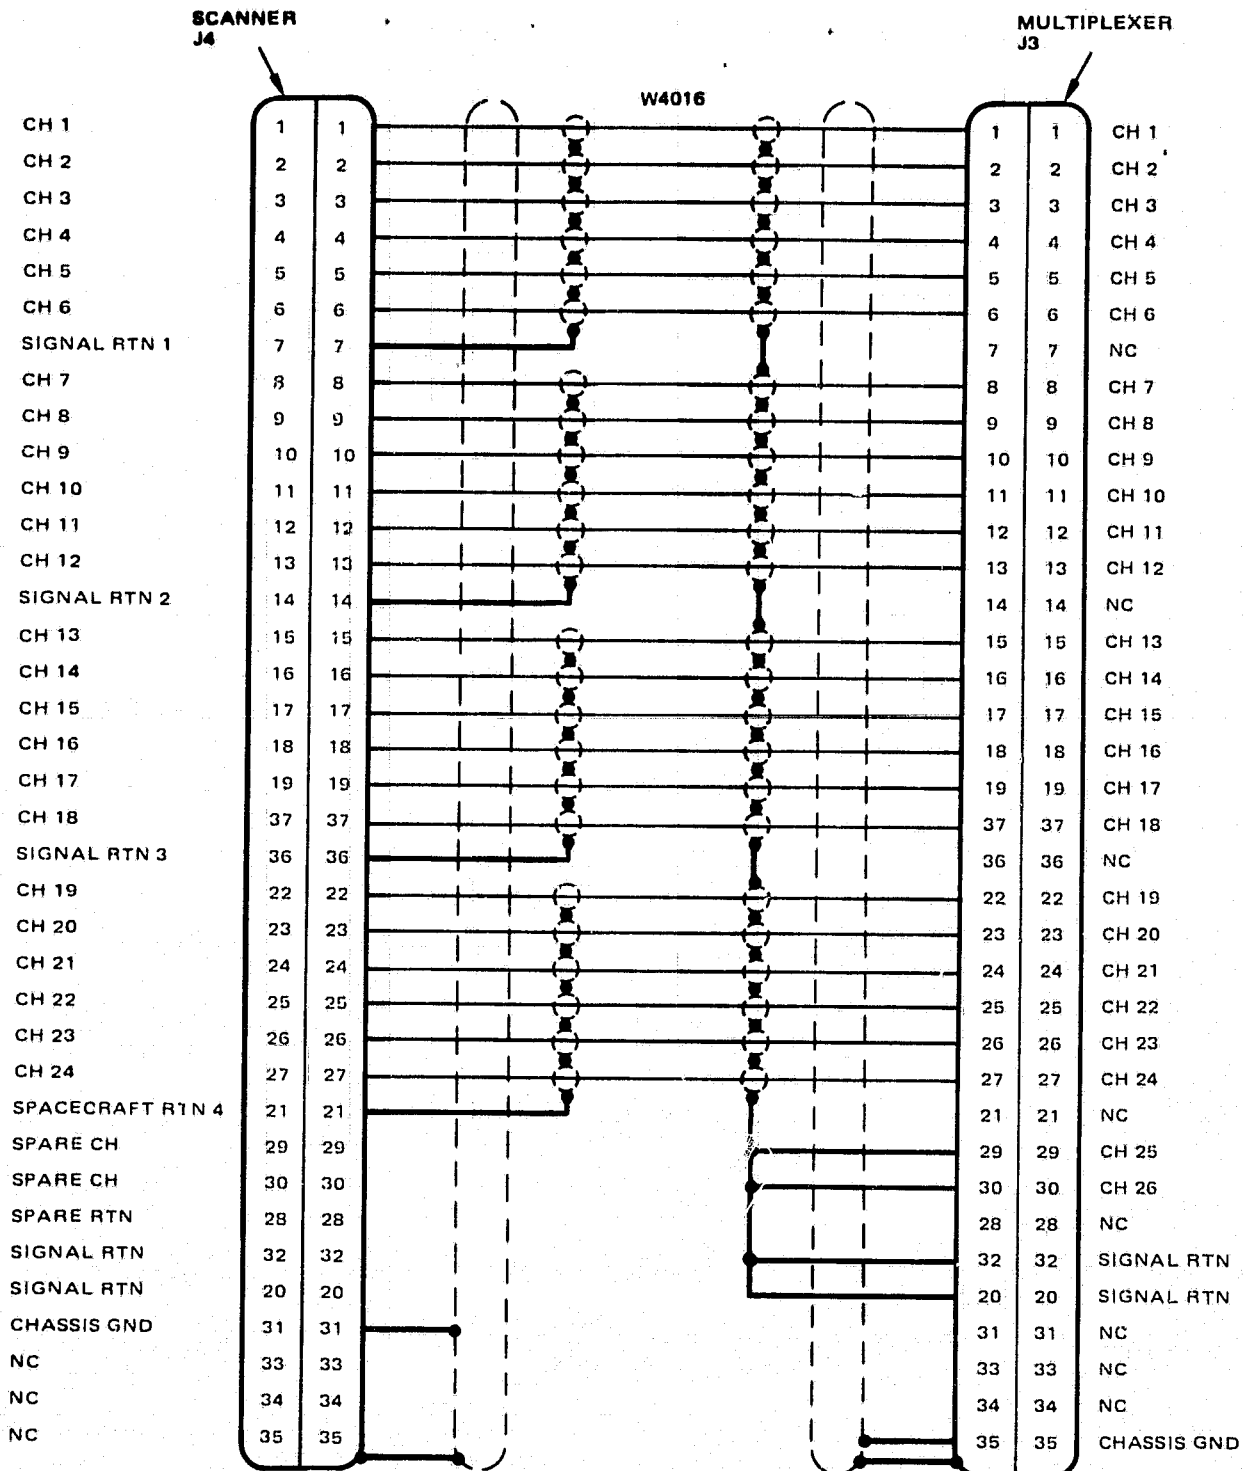 SCANNER
J4
MULTIPLEXER
J3
W4016
CH 1 1 1 1 1 CH 1
CH 2 2 2 2 2 CH 2
CH 3 3 3 3 3 CH 3
CH 4 4 4 4 4 CH 4
CH 5 5 5 5 5 CH 5
CH 6 6 6 6 6 CH 6
SIGNAL RTN 1 7 7 7 7 NC
CH 7 8 8 8 8 CH 7
CH 8 9 9 9 9 CH 8
CH 9 10 10 10 10 CH 9
CH 10 11 11 11 11 CH 10
CH 11 12 12 12 12 CH 11
CH 12 13 13 13 13 CH 12
SIGNAL RTN 2 14 14 14 14 NC
CH 13 15 15 15 15 CH 13
CH 14 16 16 16 16 CH 14
CH 15 17 17 17 17 CH 15
CH 16 18 18 18 18 CH 16
CH 17 19 19 19 19 CH 17
CH 18 37 37 37 37 CH 18
SIGNAL RTN 3 36 36 36 36 NC
CH 19 22 22 22 22 CH 19
CH 20 23 23 23 23 CH 20
CH 21 24 24 24 24 CH 21
CH 22 25 25 25 25 CH 22
CH 23 26 26 26 26 CH 23
CH 24 27 27 27 27 CH 24
SPACECRAFT RTN 4 21 21 21 21 NC
SPARE CH 29 29 29 29 CH 25
SPARE CH 30 30 30 30 CH 26
SPARE RTN 28 28 28 28 NC
SIGNAL RTN 32 32 32 32 SIGNAL RTN
SIGNAL RTN 20 20 20 20 SIGNAL RTN
CHASSIS GND 31 31 31 31 NC
NC 33 33 33 33 NC
NC 34 34 34 34 NC
NC 35 35 35 35 CHASSIS GND